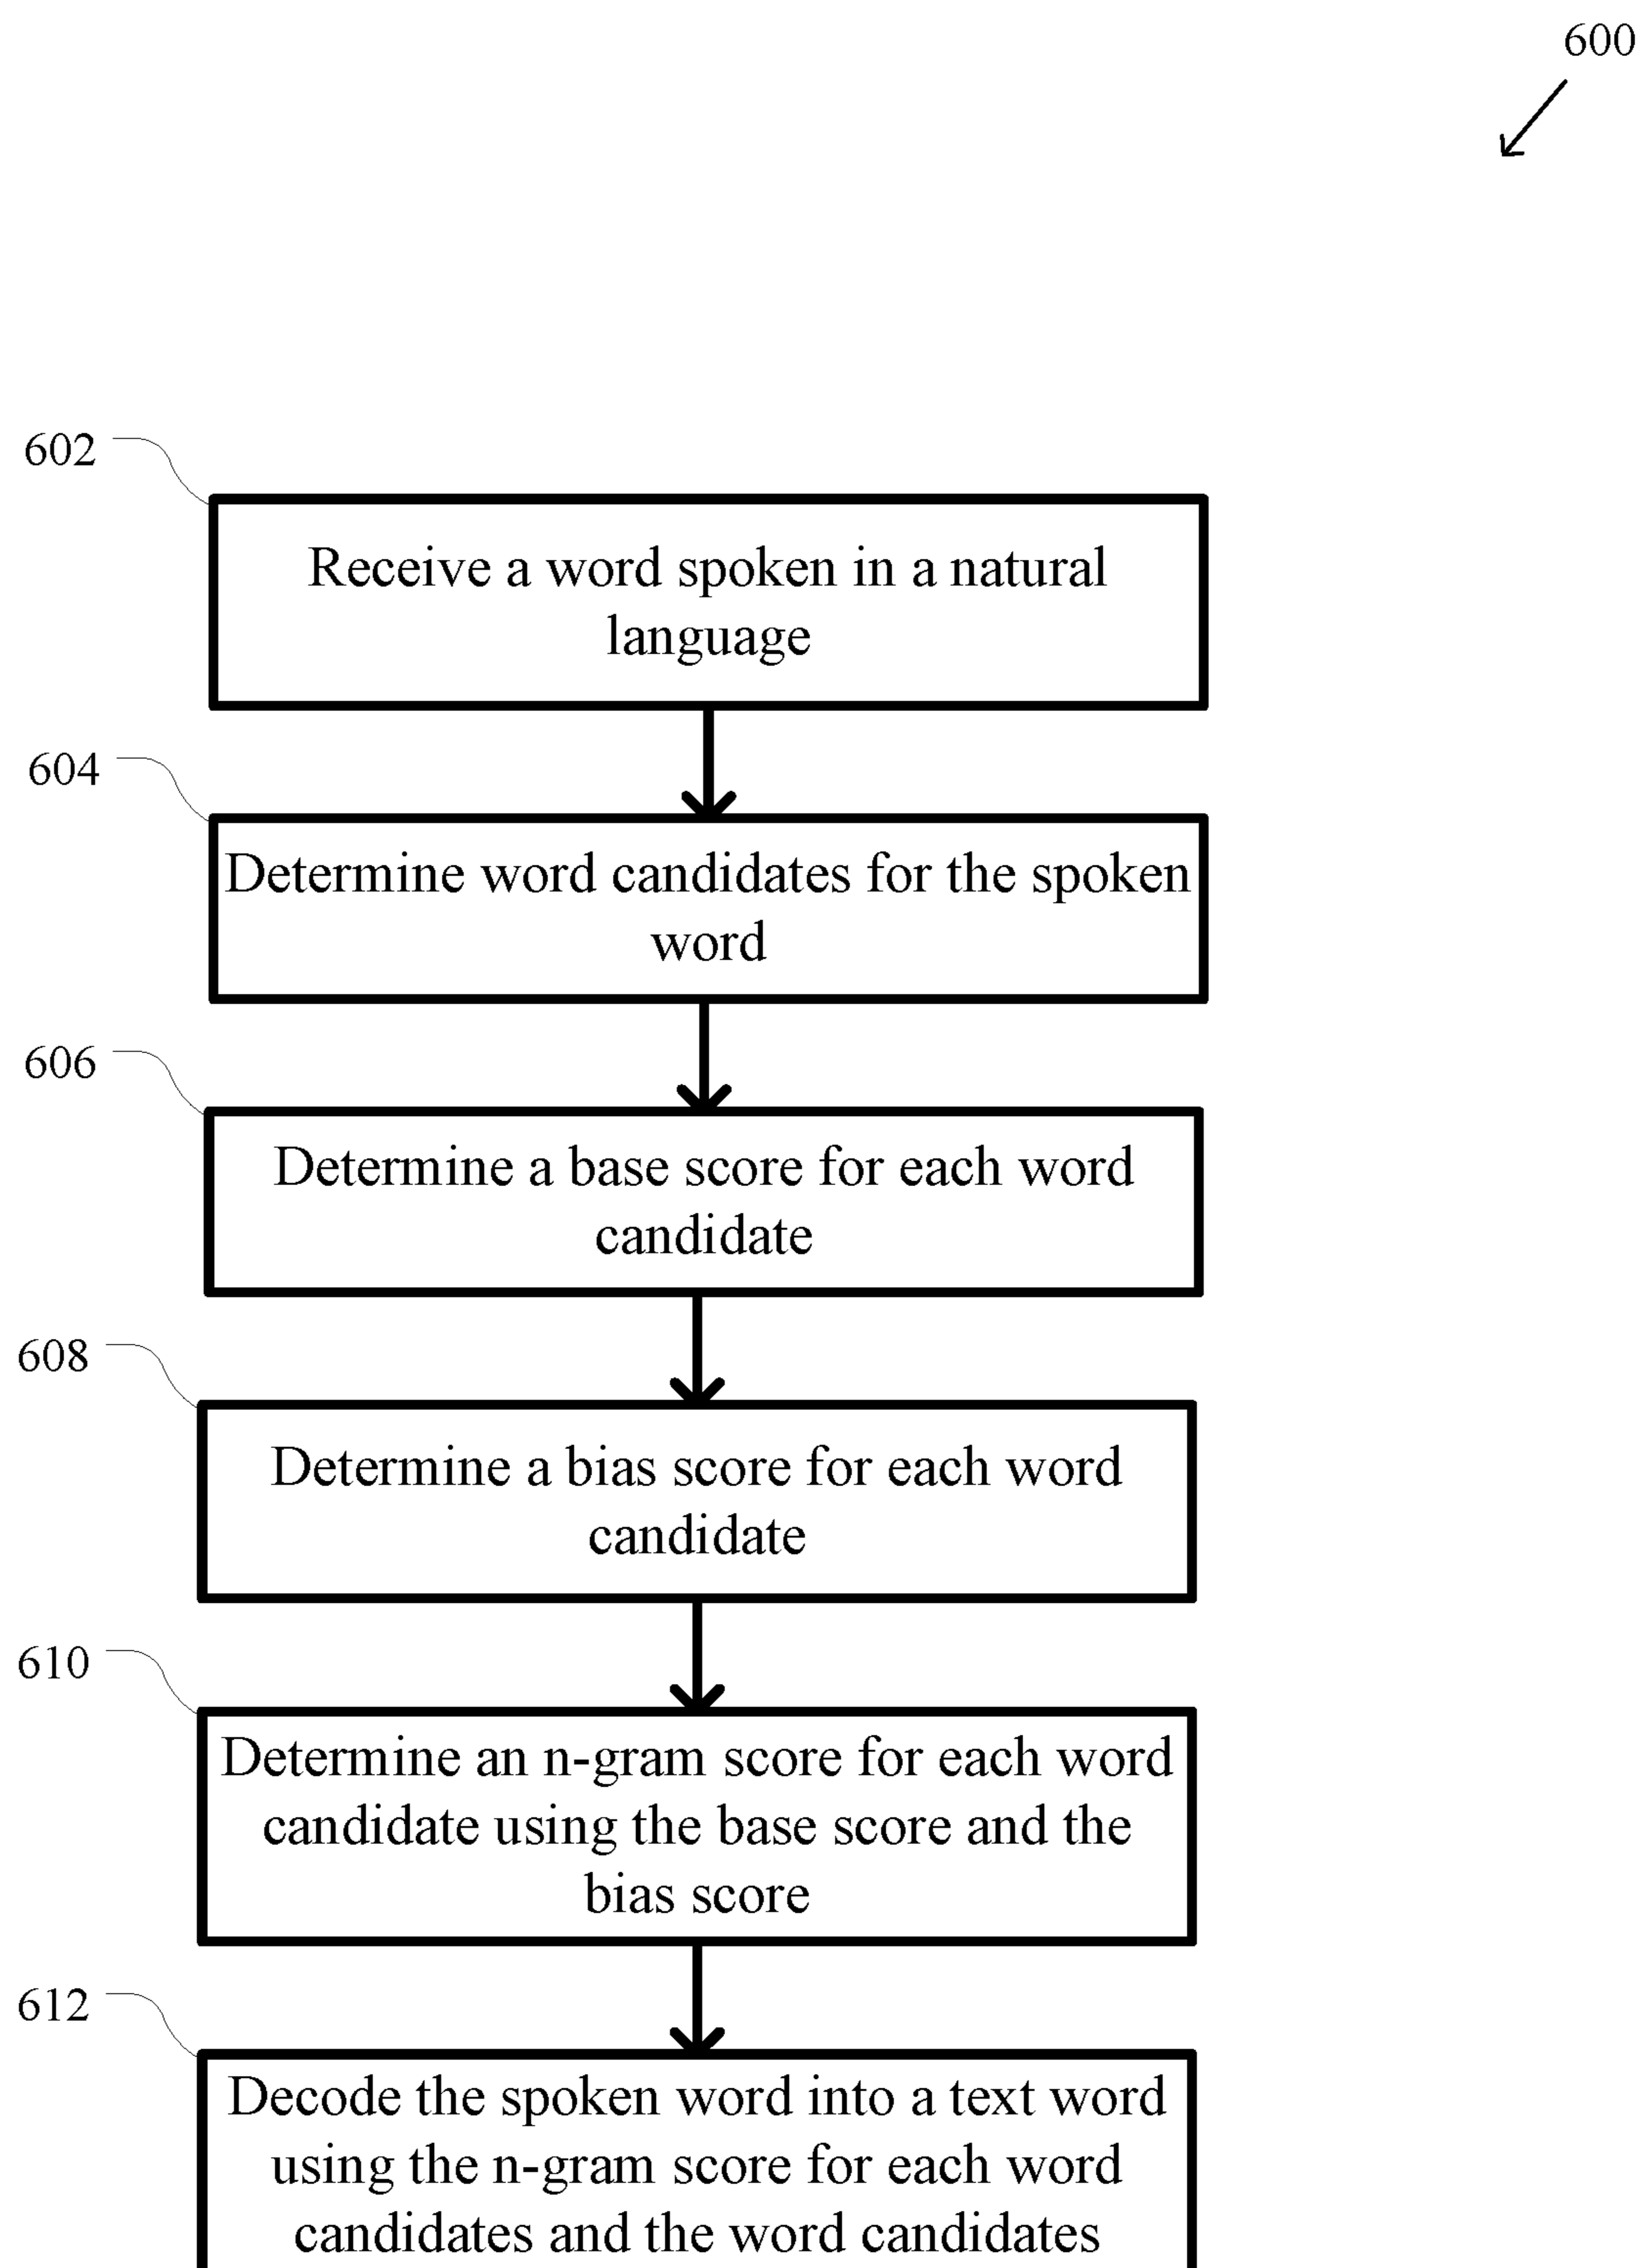 600
602
Receive a word spoken in a natural
language
604
Determine word candidates for the spoken
word
606
Determine a base score for each word
candidate
608
Determine a bias score for each word
candidate
610
Determine an n-gram score for each word
candidate using the base score and the
bias score
612
Decode the spoken word into a text word
using the n-gram score for each word
candidates and the word candidates